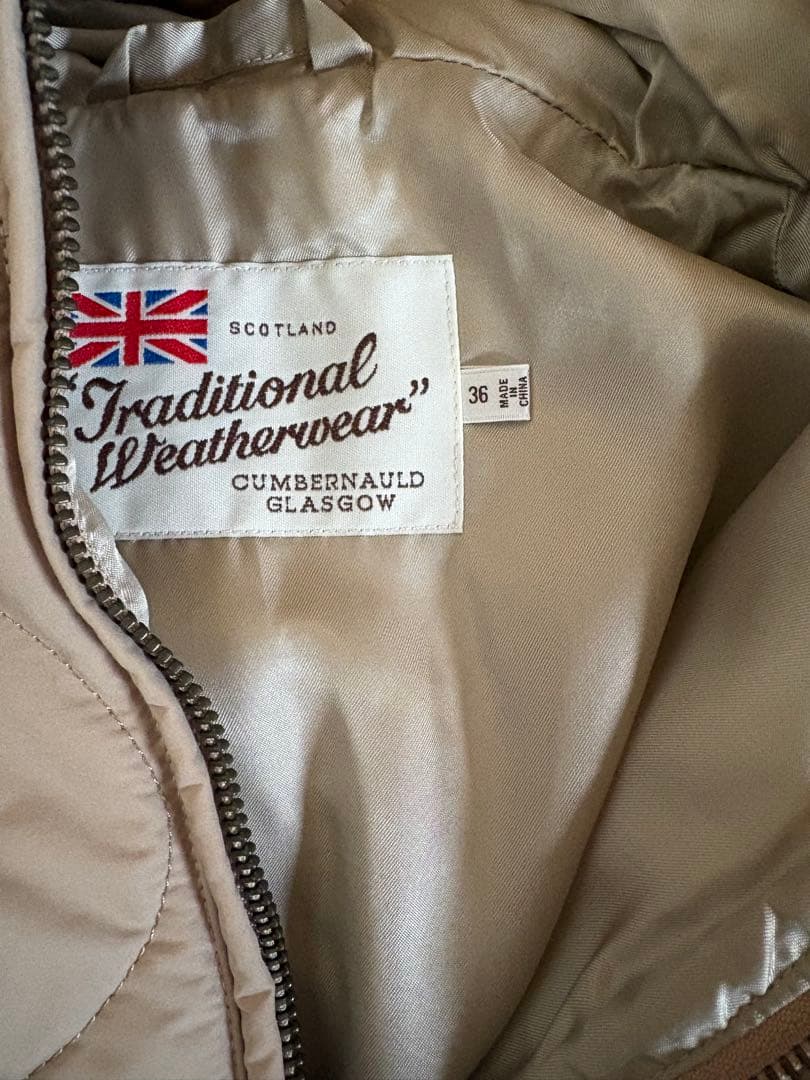 SCOTLAND
"Traditional
Weatherwear"
CUMBERNAULD
GLASGOW
36
MADE
IN
CHINA